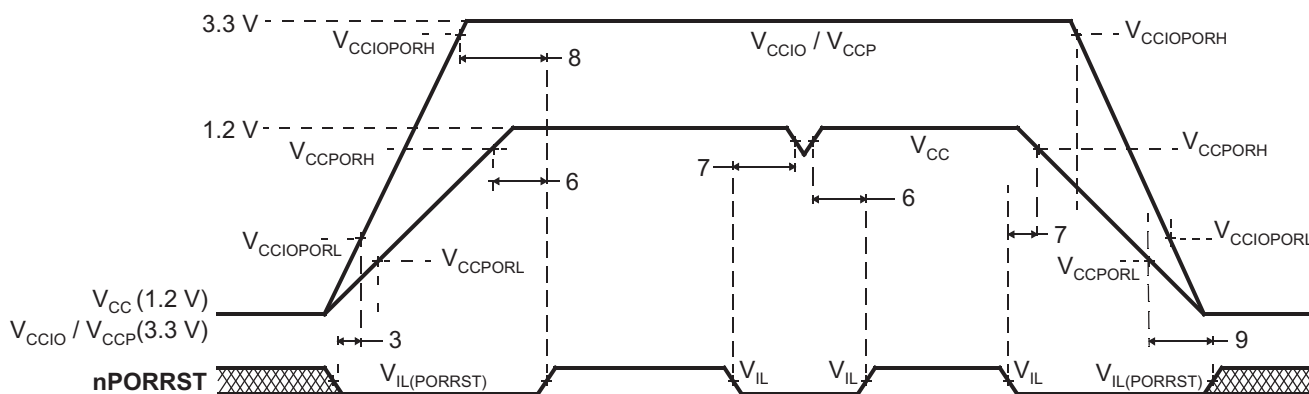 3.3 V
VCCIOPORH
VCCIO / VCCP
VCCIOPORH
8
1.2 V
VCCPORH
VCC
VCCPORH
7
6
6
7
VCCIOPORL
VCCPORL
VCCIOPORL
VCCPORL
VCC (1.2 V)
VCCIO / VCCP(3.3 V)
3
9
nPORRST
VIL(PORRST)
VIL
VIL
VIL
VIL(PORRST)